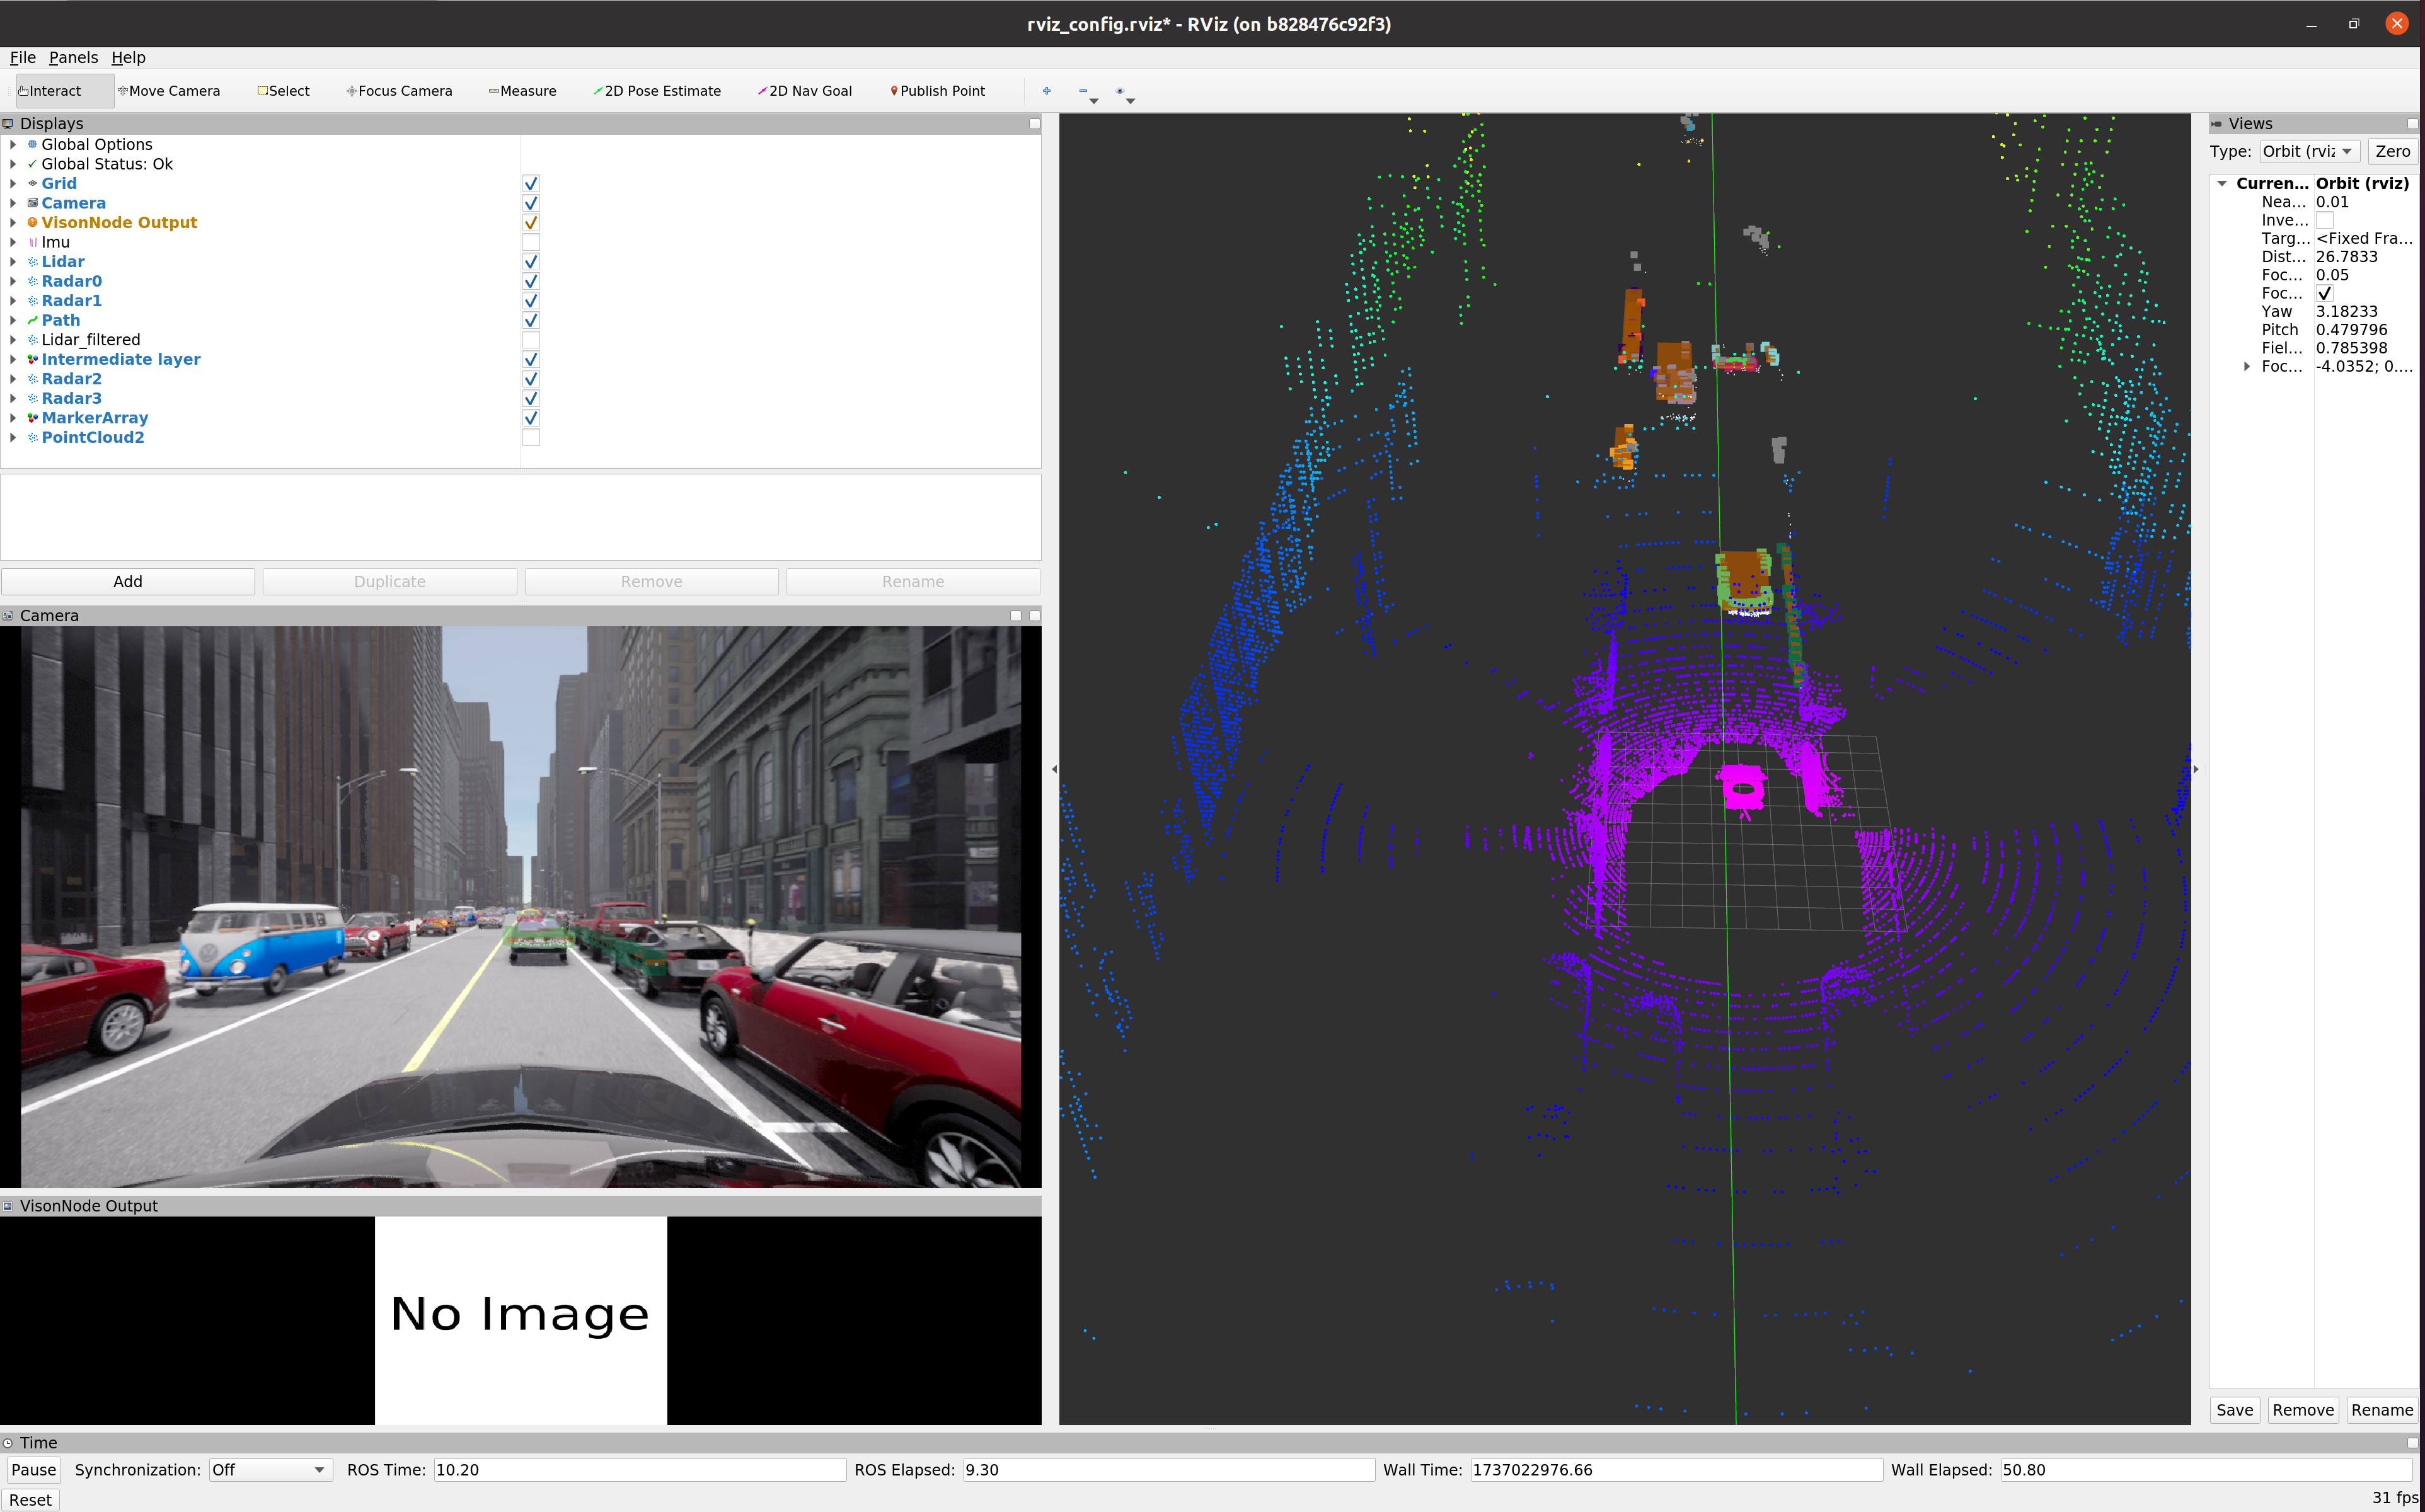 rviz_config.rviz* - RViz (on b828476c92f3)
File Panels Help
Interact Move Camera Select Focus Camera Measure 2D Pose Estimate 2D Nav Goal Publish Point
Displays
Global Options
Global Status: Ok
Grid
Camera
VisonNode Output
Imu
Lidar
Radar0
Radar1
Path
Lidar_filtered
Intermediate layer
Radar2
Radar3
MarkerArray
PointCloud2
Add Duplicate Remove Rename
Camera
VisonNode Output
No Image
Views
Type: Orbit (rviz Zero
Curren... Orbit (rviz)
Nea... 0.01
Inve...
Targ... <Fixed Fra...
Dist... 26.7833
Foc... 0.05
Foc...
Yaw 3.18233
Pitch 0.479796
Fiel... 0.785398
Foc... -4.0352; 0....
Save Remove Rename
Time
Pause Synchronization: Off ROS Time: 10.20 ROS Elapsed: 9.30 Wall Time: 1737022976.66 Wall Elapsed: 50.80
Reset 31 fps